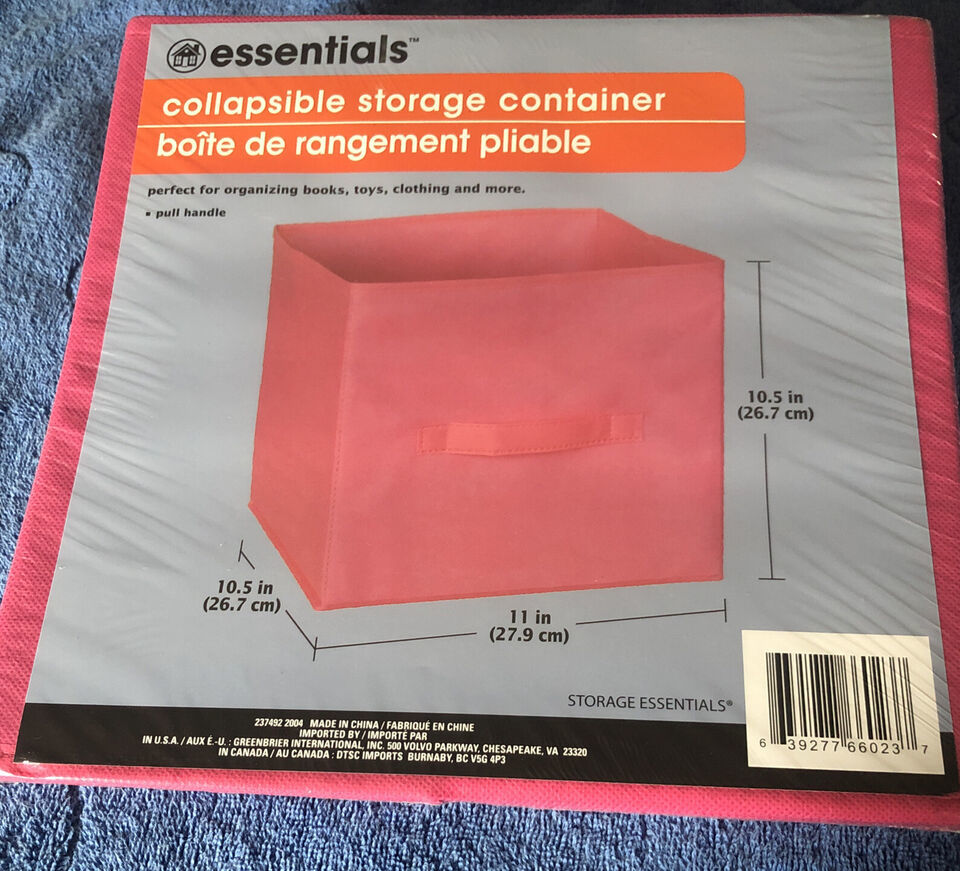 essentials™
collapsible storage container
boîte de rangement pliable
perfect for organizing books, toys, clothing and more.
▪ pull handle
10.5 in
(26.7 cm)
10.5 in
(26.7 cm)
11 in
(27.9 cm)
STORAGE ESSENTIALS®
237492 2004 MADE IN CHINA / FABRIQUÉ EN CHINE
IMPORTED BY / IMPORTÉ PAR
IN U.S.A. / AUX É.-U. : GREENBRIER INTERNATIONAL, INC. 500 VOLVO PARKWAY, CHESAPEAKE, VA 23320
IN CANADA / AU CANADA : DTSC IMPORTS BURNABY, BC V5G 4P3
6 39277 66023 7